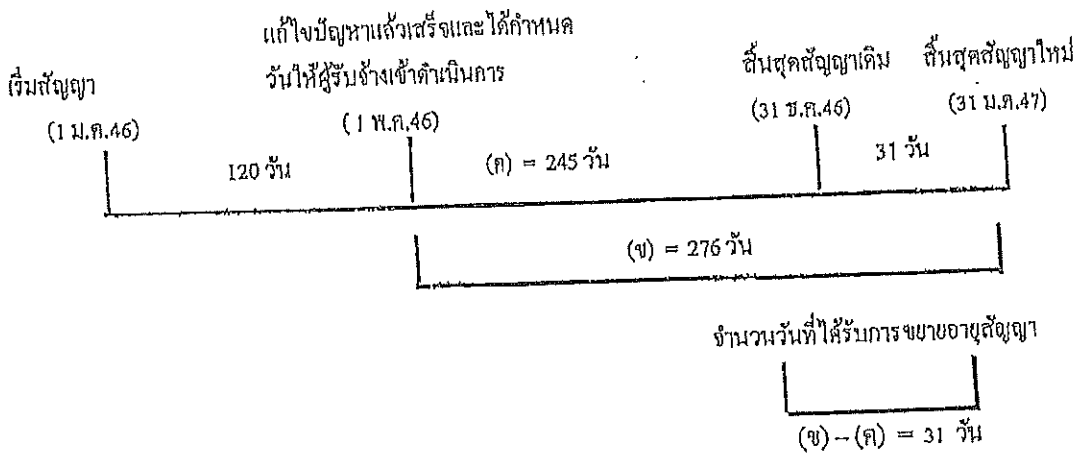 แก้ไขปัญหาแล้วเสร็จและได้กำหนด
วันให้ผู้รับจ้างเข้าดำเนินการ
(1 พ.ค.46)
เริ่มสัญญา
(1 ม.ค.46)
สิ้นสุดสัญญาเดิม
(31 ธ.ค.46)
สิ้นสุดสัญญาใหม่
(31 ม.ค.47)
120 วัน
(ค) = 245 วัน
31 วัน
(ข) = 276 วัน
จำนวนวันที่ได้รับการขยายอายุสัญญา
(ข) – (ค) = 31 วัน